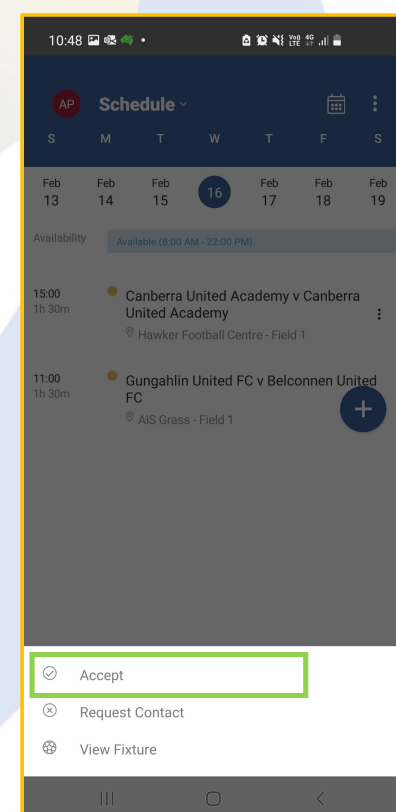 10:48 VoD LTE 4G
AP Schedule
S M T W T F S
Feb Feb Feb Feb Feb Feb
13 14 15 16 17 18 19
Availability Available (8:00 AM - 22:00 PM)
15:00 Canberra United Academy v Canberra
1h 30m United Academy
Hawker Football Centre - Field 1
11:00 Gungahlin United FC v Belconnen United
1h 30m FC
AIS Grass - Field 1
Accept
Request Contact
View Fixture